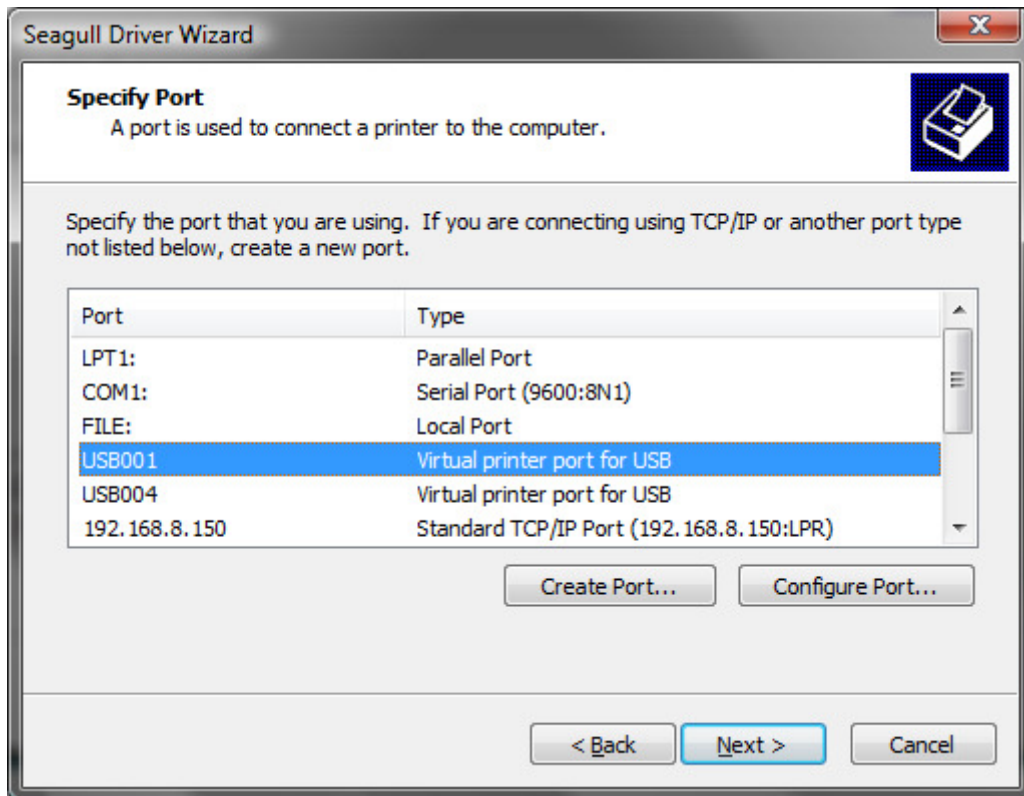 Seagull Driver Wizard
Specify Port
A port is used to connect a printer to the computer.
Specify the port that you are using.  If you are connecting using TCP/IP or another port type
not listed below, create a new port.
Port Type
LPT1: Parallel Port
COM1: Serial Port (9600:8N1)
FILE: Local Port
USB001 Virtual printer port for USB
USB004 Virtual printer port for USB
192.168.8.150 Standard TCP/IP Port (192.168.8.150:LPR)
Create Port... Configure Port...
< Back Next > Cancel